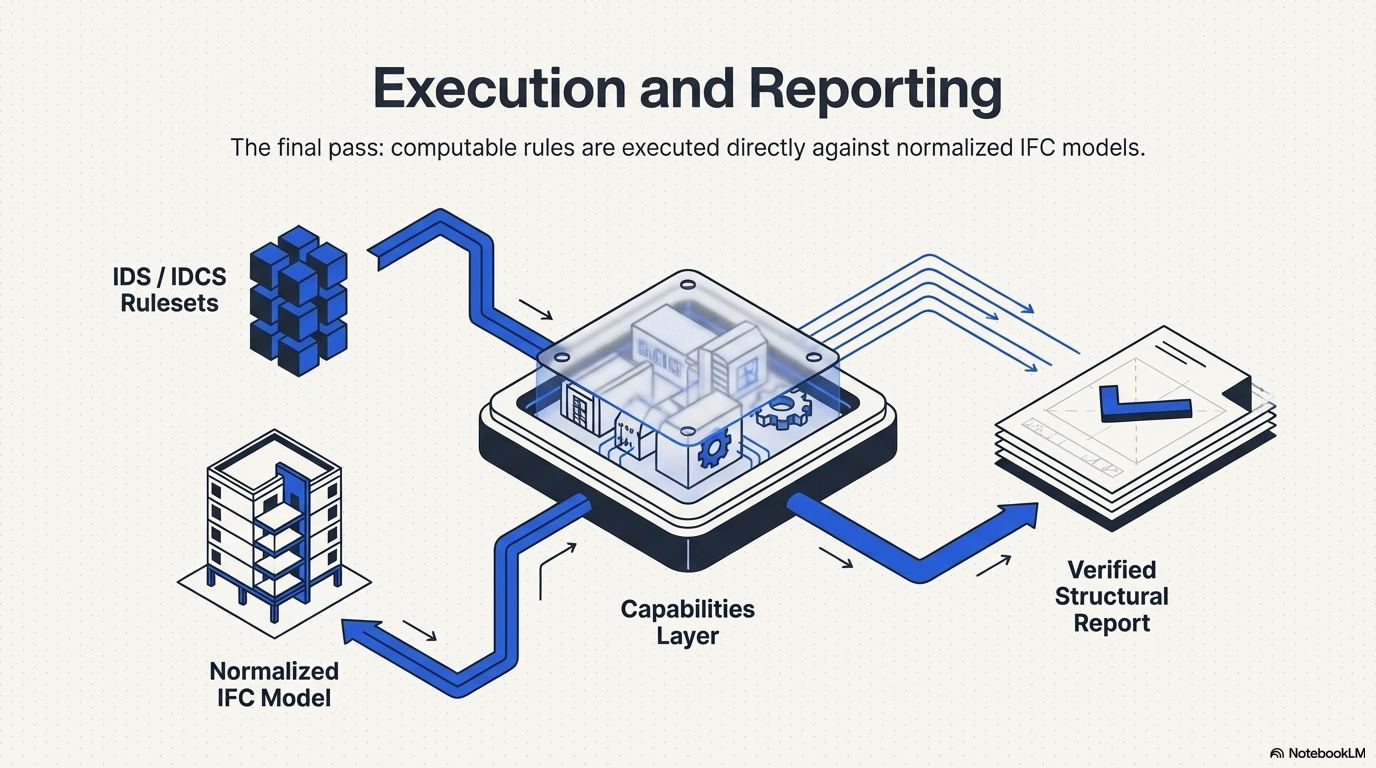 Execution and Reporting
The final pass: computable rules are executed directly against normalized IFC models.
IDS / IDCS
Rulesets
Capabilities
Layer
Verified
Structural
Report
Normalized
IFC Model
NotebookLM